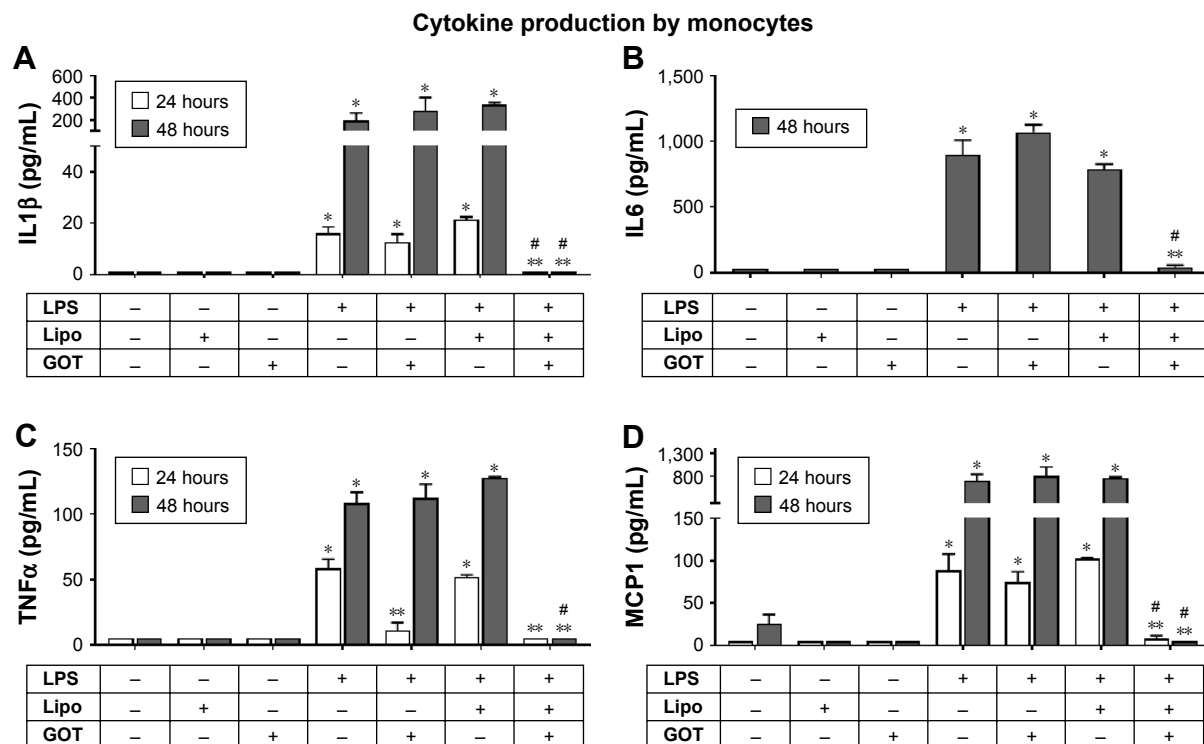 Cytokine production by monocytes
A
IL1β (pg/mL)
600
400
200
40
20
0
24 hours
48 hours
* * * * * *
# #
** **
LPS – – – + + + +
Lipo – + – – – + +
GOT – – + – + – +
B
IL6 (pg/mL)
1,500
1,000
500
0
48 hours
* * *
#
**
LPS – – – + + + +
Lipo – + – – – + +
GOT – – + – + – +
C
TNFα (pg/mL)
150
100
50
0
24 hours
48 hours
* * ** * * *
#
** **
LPS – – – + + + +
Lipo – + – – – + +
GOT – – + – + – +
D
MCP1 (pg/mL)
1,300
800
150
100
50
0
24 hours
48 hours
* * * * * *
# #
** **
LPS – – – + + + +
Lipo – + – – – + +
GOT – – + – + – +